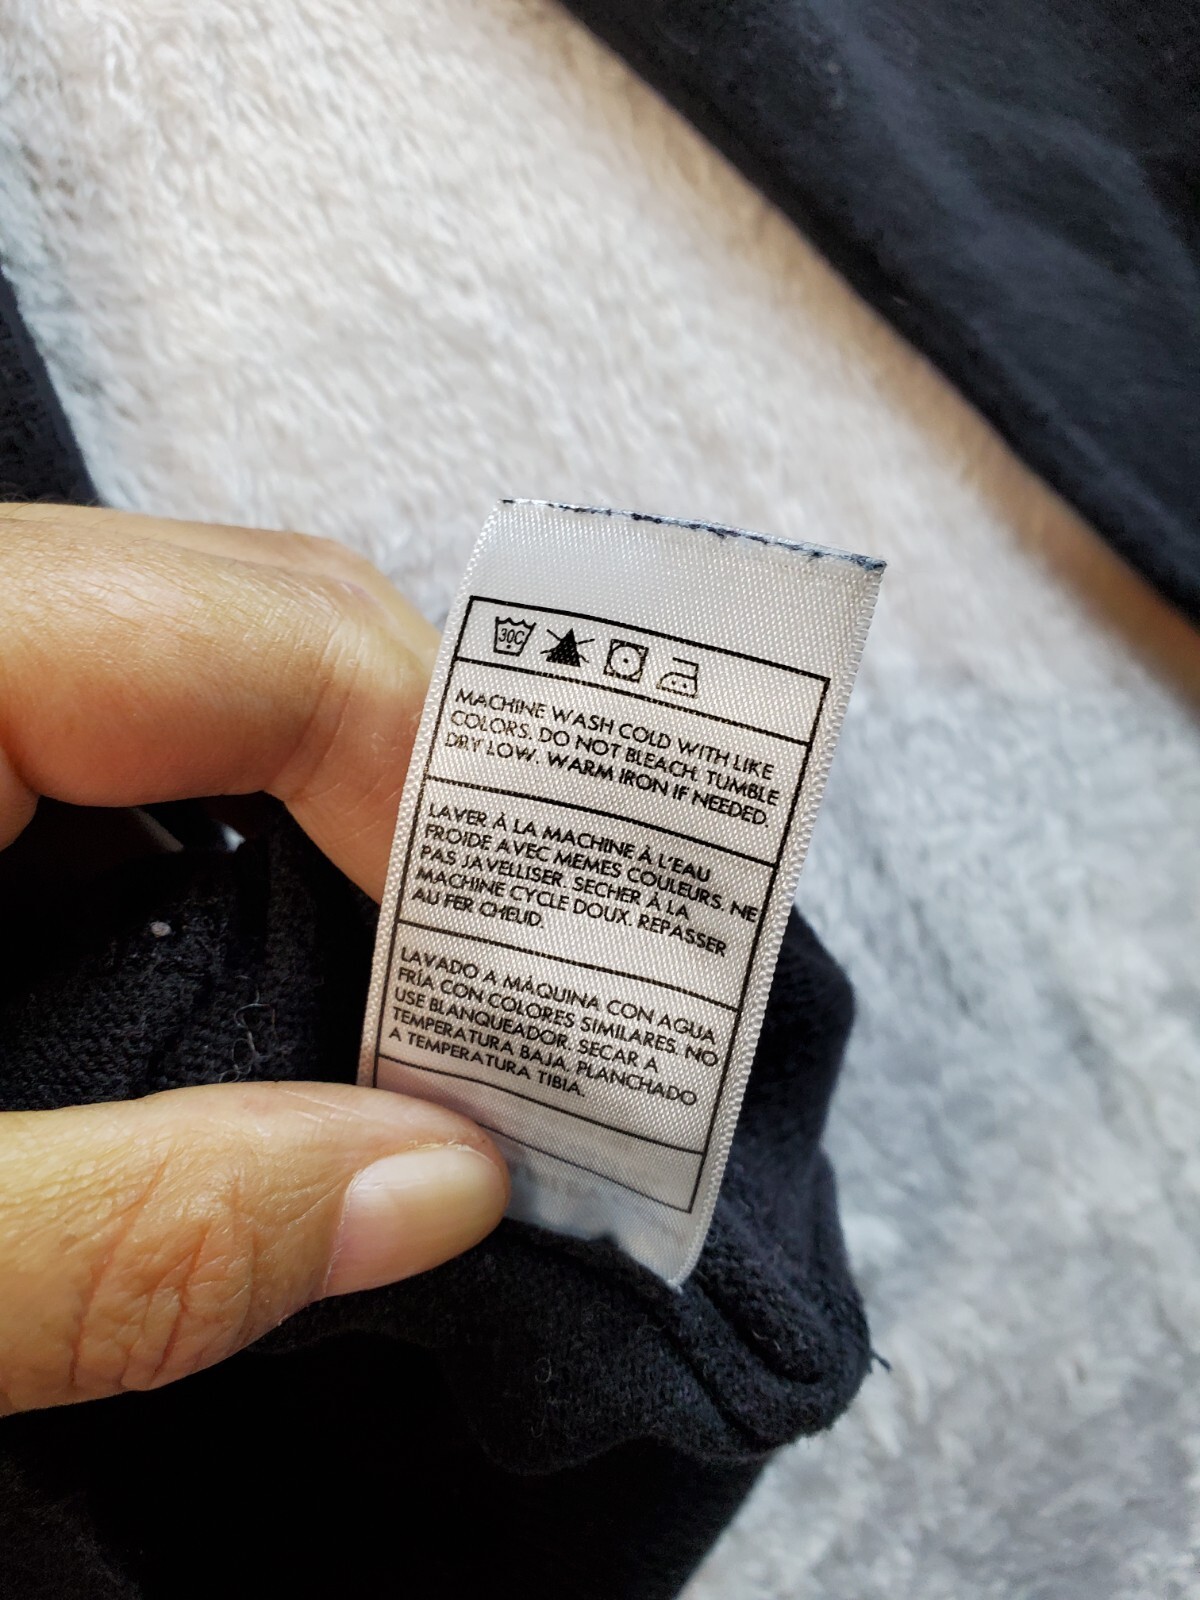 30C
MACHINE WASH COLD WITH LIKE
COLORS. DO NOT BLEACH. TUMBLE
DRY LOW. WARM IRON IF NEEDED.
LAVER À LA MACHINE À L'EAU
FROIDE AVEC MEMES COULEURS. NE
PAS JAVELLISER. SECHER À LA
MACHINE CYCLE DOUX. REPASSER
AU FER CHEUD.
LAVADO A MÁQUINA CON AGUA
FRÍA CON COLORES SIMILARES. NO
USE BLANQUEADOR. SECAR A
TEMPERATURA BAJA. PLANCHADO
A TEMPERATURA TIBIA.